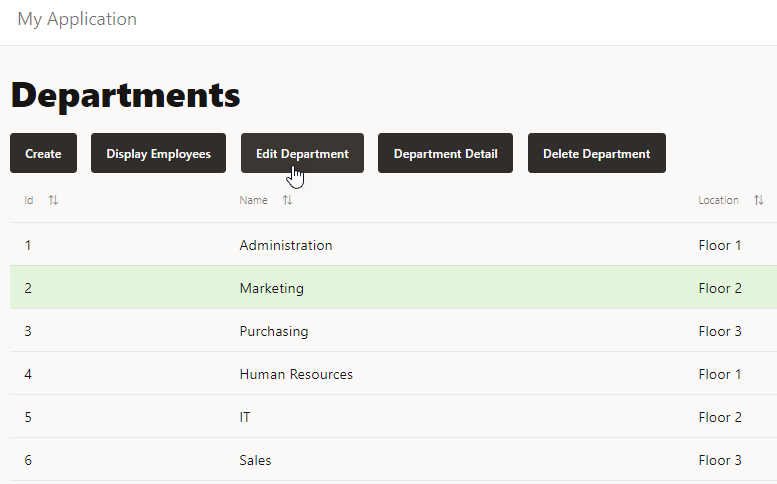 My Application
Departments
Create Display Employees Edit Department Department Detail Delete Department
Id Name Location
1 Administration Floor 1
2 Marketing Floor 2
3 Purchasing Floor 3
4 Human Resources Floor 1
5 IT Floor 2
6 Sales Floor 3